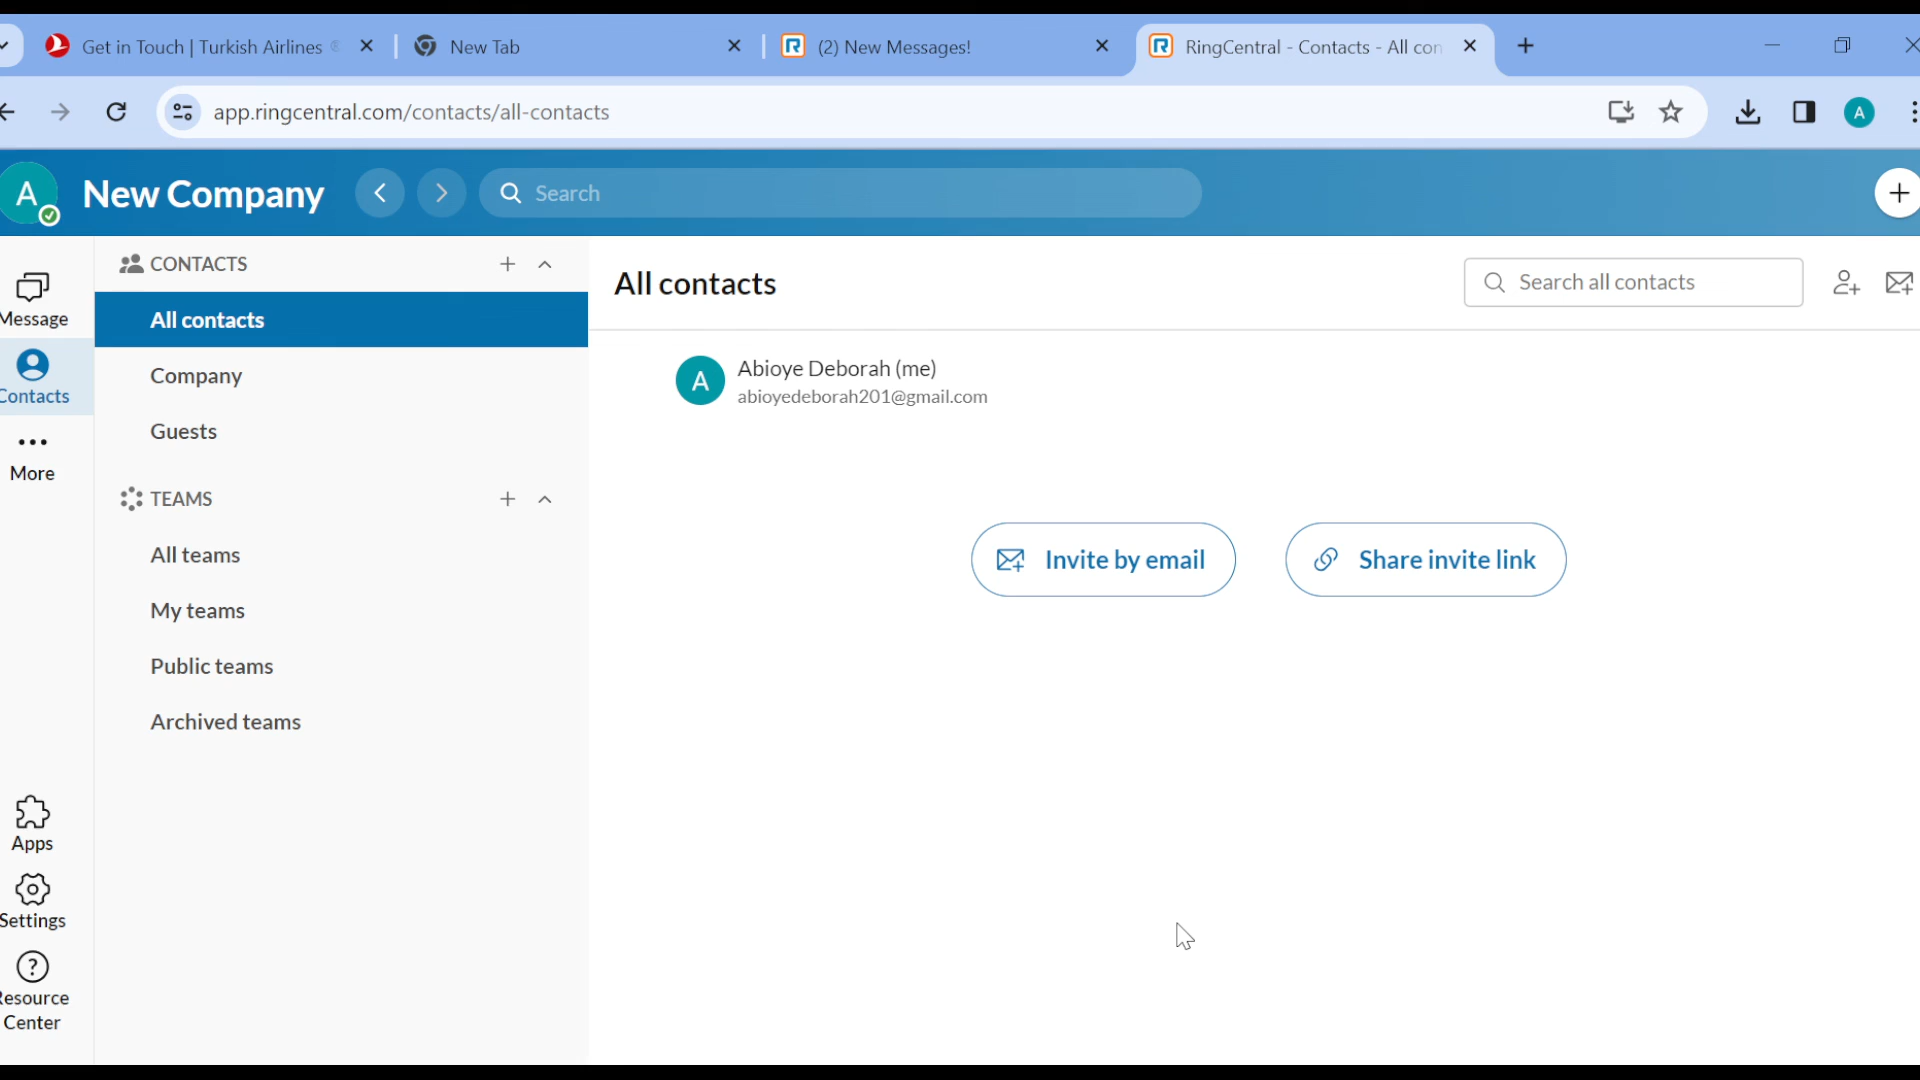 Get in Touch | Turkish Airlines ®
New Tab
(2) New Messages!
RingCentral - Contacts - All con
app.ringcentral.com/contacts/all-contacts
A
A
New Company
Search
Message
Contacts
More
Apps
Settings
Resource
Center
CONTACTS
All contacts
Company
Guests
TEAMS
All teams
My teams
Public teams
Archived teams
All contacts
Search all contacts
A
Abioye Deborah (me)
abioyedeborah201@gmail.com
Invite by email
Share invite link